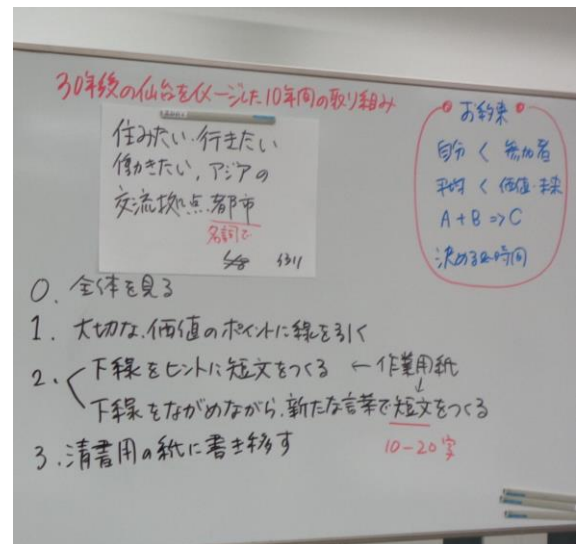 30年後の仙台をイメージした10年間の取り組み
住みたい・行きたい
働きたい、アジアの
交流拠点都市
名詞で
お約束
自分 < 参加者
平均 < 価値・未来
A + B ⇒ C
決める 時間
0. 全体を見る
1. 大切な、価値のポイントに線を引く
2. 下線をヒントに短文をつくる ← 作業用紙
下線をながめながら、新たな言葉で短文をつくる
10-20字
3. 清書用の紙に書き移す